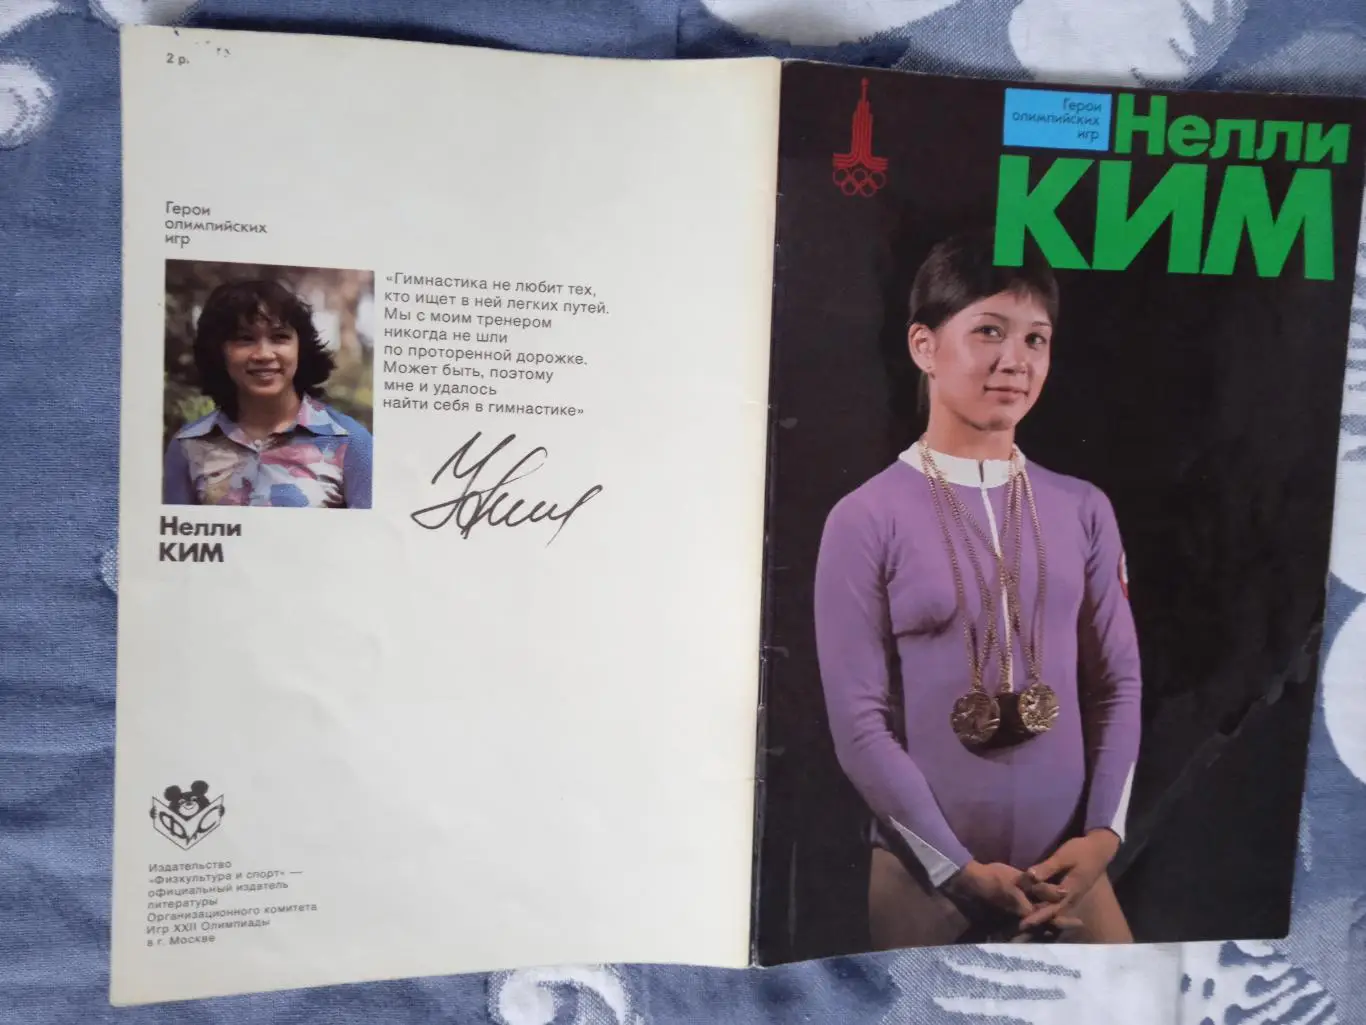 2 р.
Герои
олимпийских
игр
«Гимнастика не любит тех,
кто ищет в ней легких путей.
Мы с моим тренером
никогда не шли
по проторенной дорожке.
Может быть, поэтому
мне и удалось
найти себя в гимнастике»
Нелли
КИМ
ФиС
Издательство
«Физкультура и спорт» —
официальный издатель
литературы
Организационного комитета
Игр XXII Олимпиады
в г. Москве
Герои
олимпийских
игр
Нелли
КИМ